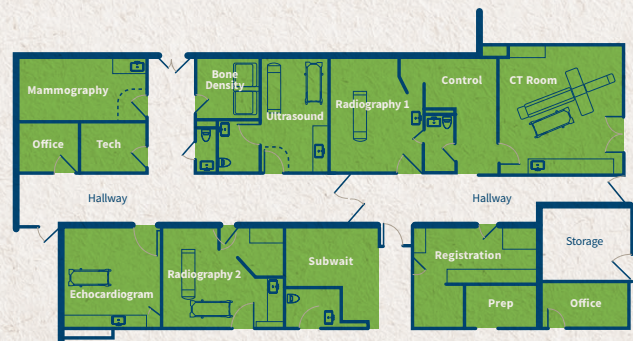 Mammography
Bone
Density
Ultrasound
Radiography 1
Control
CT Room
Office
Tech
Hallway
Hallway
Echocardiogram
Radiography 2
Subwait
Registration
Storage
Prep
Office